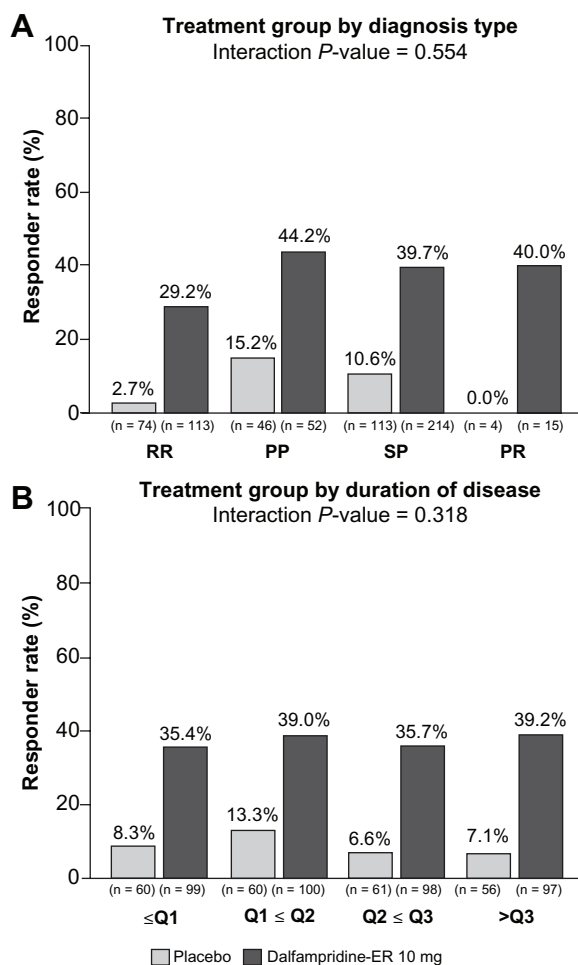 A
Treatment group by diagnosis type
Interaction P-value = 0.554
Responder rate (%)
100
80
60
40
20
0
2.7%
29.2%
15.2%
44.2%
10.6%
39.7%
0.0%
40.0%
(n = 74) (n = 113) (n = 46) (n = 52) (n = 113) (n = 214) (n = 4) (n = 15)
RR PP SP PR
B
Treatment group by duration of disease
Interaction P-value = 0.318
Responder rate (%)
100
80
60
40
20
0
8.3%
35.4%
13.3%
39.0%
6.6%
35.7%
7.1%
39.2%
(n = 60) (n = 99) (n = 60) (n = 100) (n = 61) (n = 98) (n = 56) (n = 97)
≤Q1 Q1 ≤ Q2 Q2 ≤ Q3 >Q3
Placebo Dalfampridine-ER 10 mg